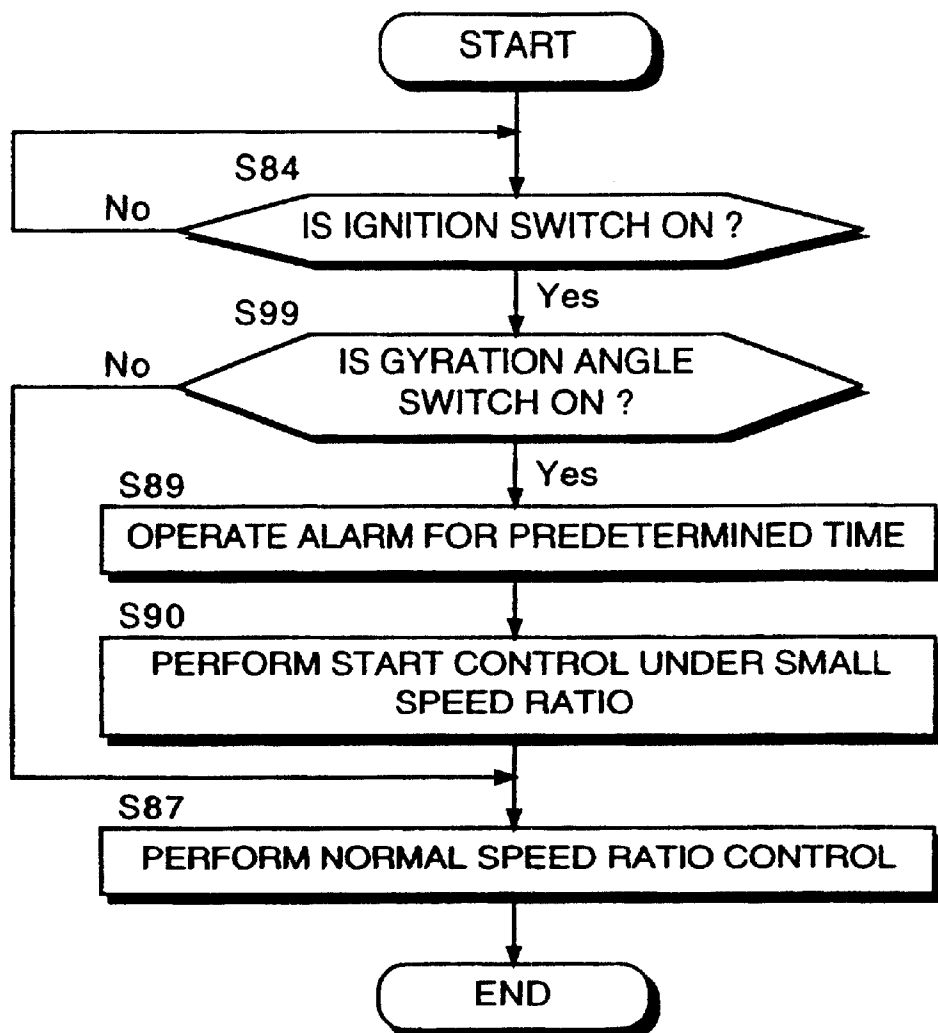 START
S84
No
IS IGNITION SWITCH ON ?
Yes
S99
No
IS GYRATION ANGLE
SWITCH ON ?
Yes
S89
OPERATE ALARM FOR PREDETERMINED TIME
S90
PERFORM START CONTROL UNDER SMALL
SPEED RATIO
S87
PERFORM NORMAL SPEED RATIO CONTROL
END